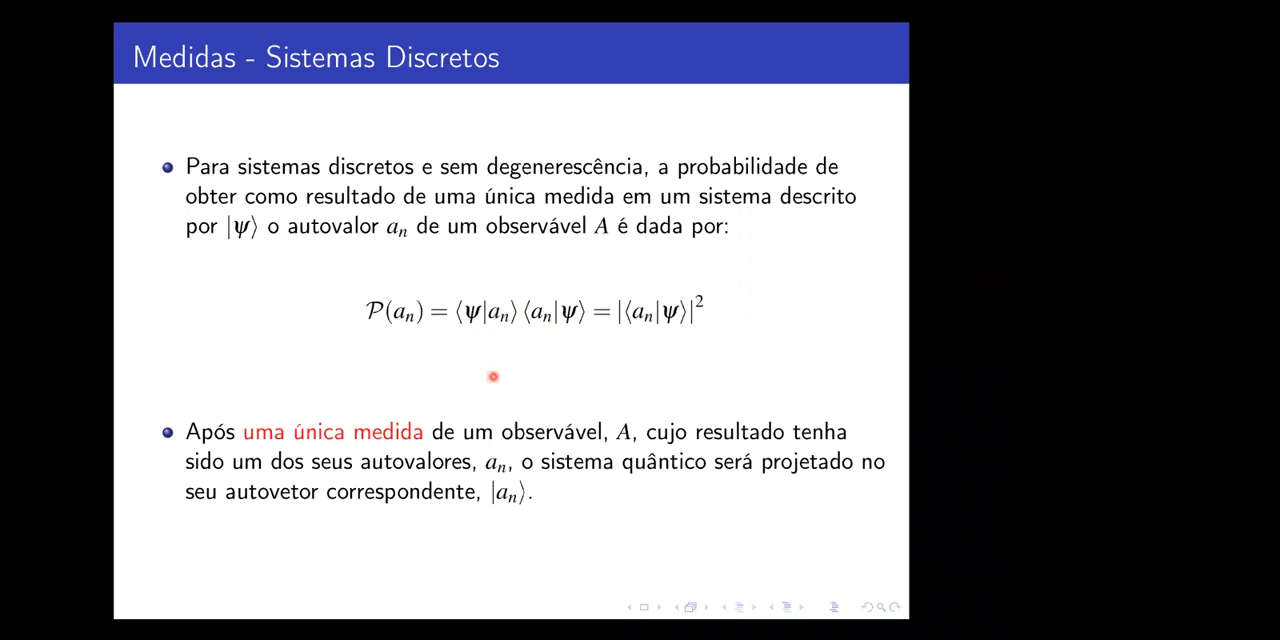 Medidas - Sistemas Discretos
Para sistemas discretos e sem degenerescência, a probabilidade de
obter como resultado de uma única medida em um sistema descrito
por |ψ⟩ o autovalor aₙ de um observável A é dada por:
𝒫(aₙ) = ⟨ψ|aₙ⟩ ⟨aₙ|ψ⟩ = |⟨aₙ|ψ⟩|²
Após uma única medida de um observável, A, cujo resultado tenha
sido um dos seus autovalores, aₙ, o sistema quântico será projetado no
seu autovetor correspondente, |aₙ⟩.